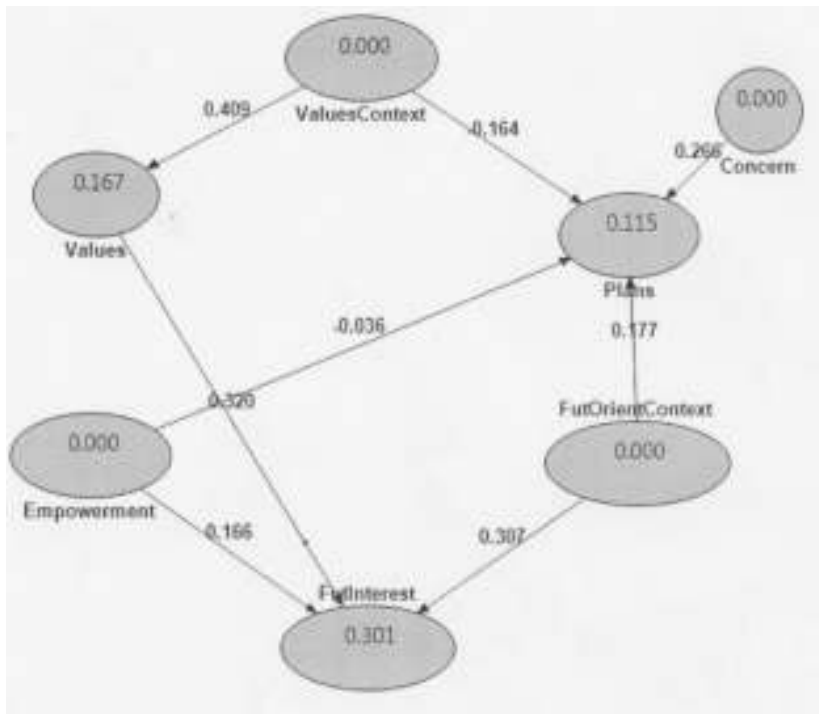 0.000
ValuesContext
0.000
Concern
0.409
-0.164
0.266
0.167
Values
0.115
Plans
-0.036
0.177
0.320
FutOrientContext
0.000
0.000
Empowerment
0.166
0.307
FutInterest
0.301